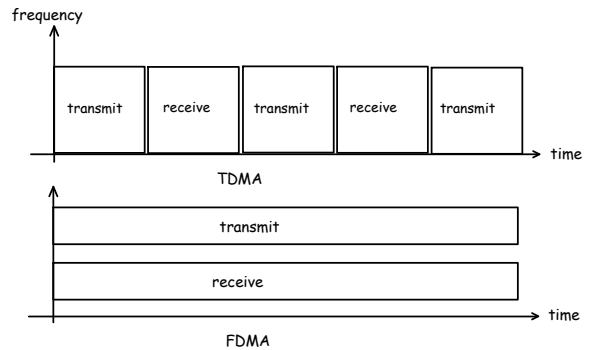 frequency
transmit
receive
transmit
receive
transmit
time
TDMA
transmit
receive
time
FDMA